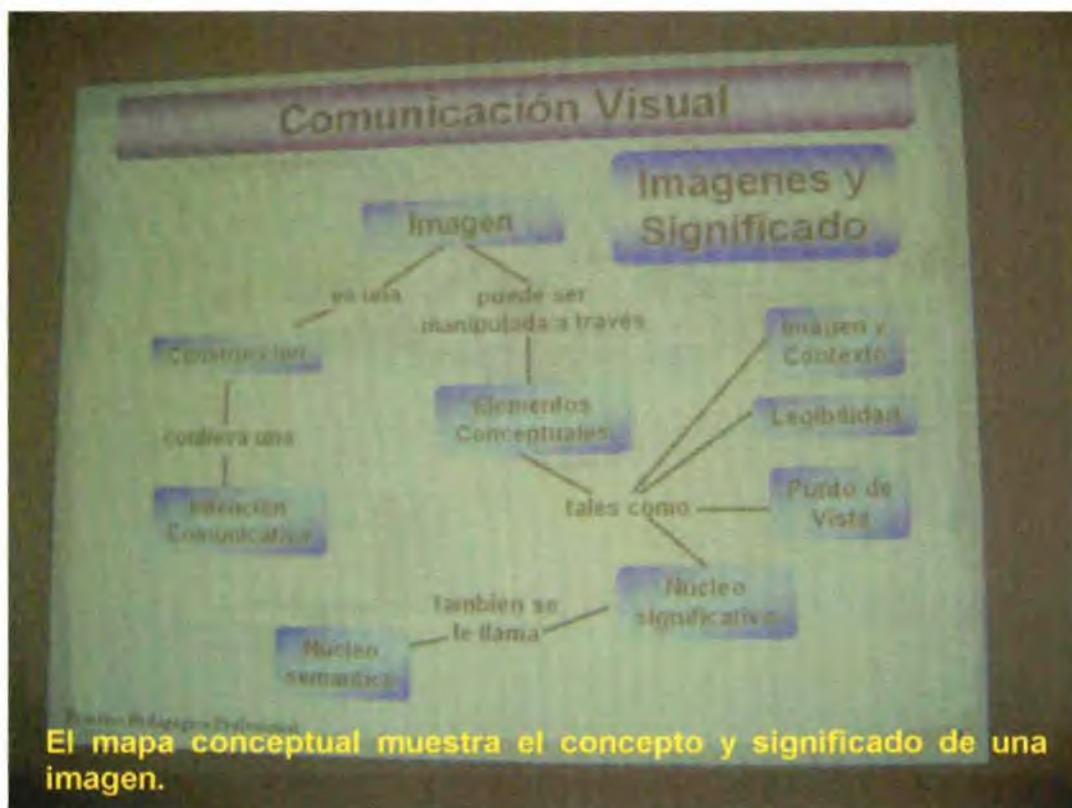 Comunicación Visual
Imágenes y
Significado
Imagen
es una
puede ser
manipulada a través
Construcción
Imagen y
Contexto
Elementos
Conceptuales
Legibilidad
conlleva una
Intención
Comunicativa
tales como
Punto de
Vista
Núcleo
significativo
también se
le llama
Núcleo
semántico
El mapa conceptual muestra el concepto y significado de una
imagen.